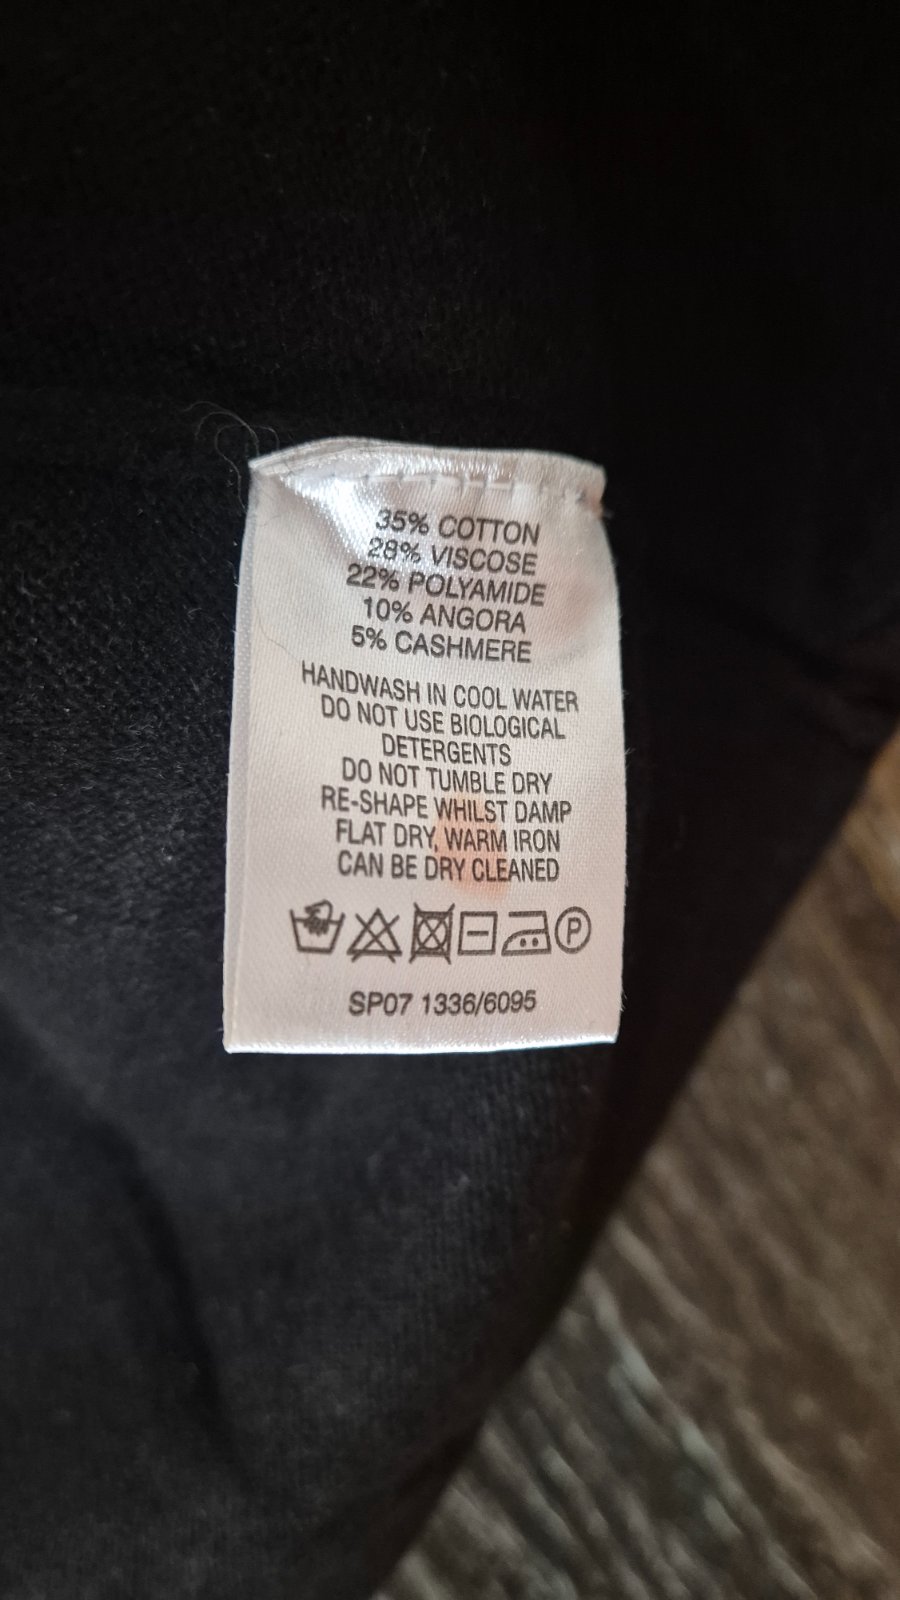 35% COTTON
28% VISCOSE
22% POLYAMIDE
10% ANGORA
5% CASHMERE
HANDWASH IN COOL WATER
DO NOT USE BIOLOGICAL
DETERGENTS
DO NOT TUMBLE DRY
RE-SHAPE WHILST DAMP
FLAT DRY, WARM IRON
CAN BE DRY CLEANED
P
SP07 1336/6095